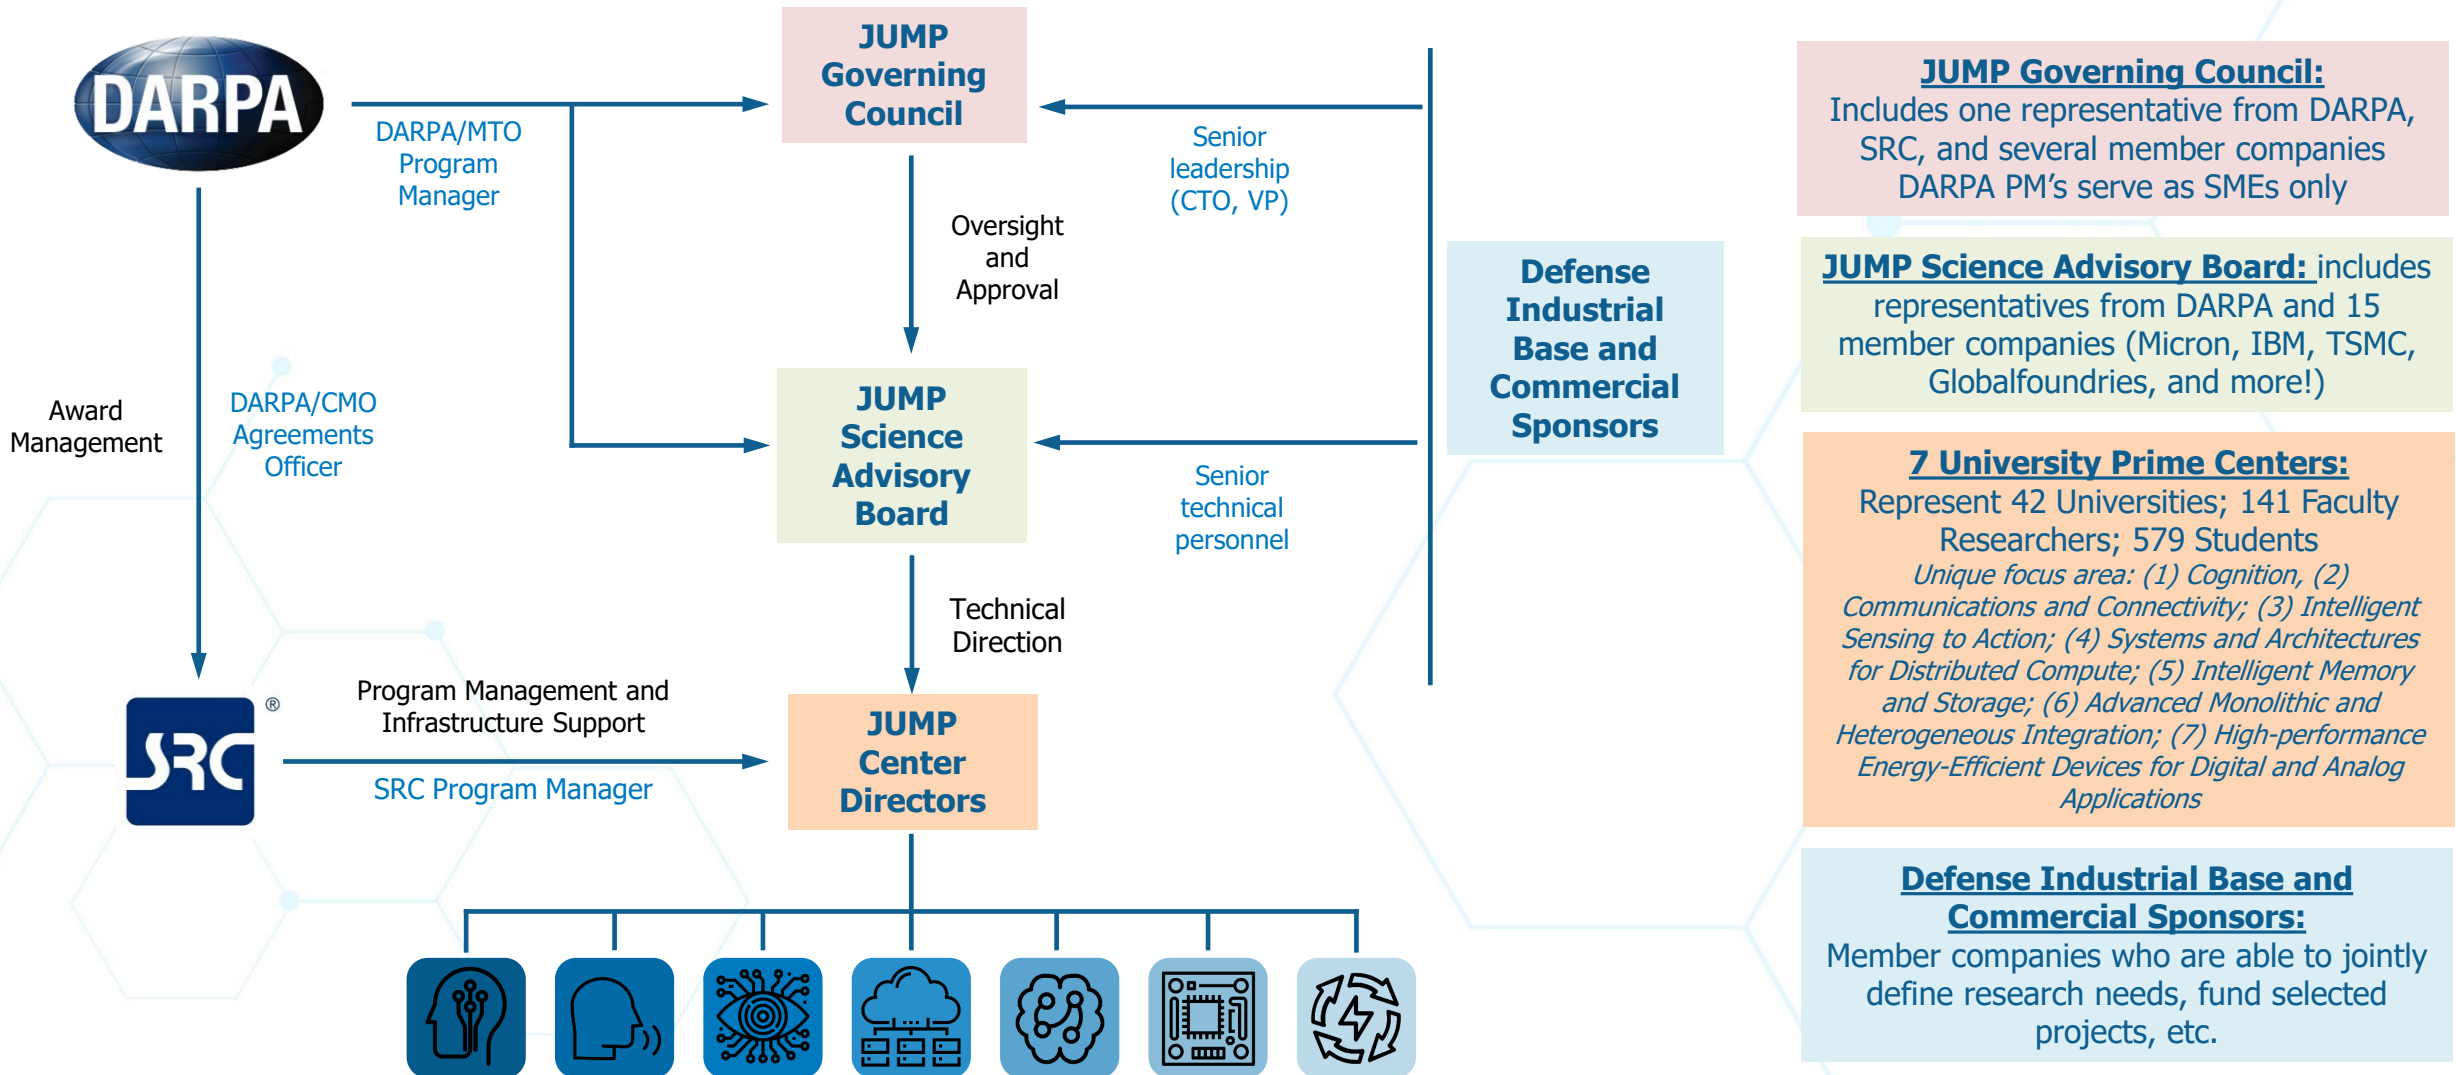 DARPA
DARPA/MTO
Program
Manager
JUMP
Governing
Council
Senior
leadership
(CTO, VP)
Oversight
and
Approval
Award
Management
DARPA/CMO
Agreements
Officer
JUMP
Science
Advisory
Board
Senior
technical
personnel
Defense
Industrial
Base and
Commercial
Sponsors
Technical
Direction
SRC
®
Program Management and
Infrastructure Support
SRC Program Manager
JUMP
Center
Directors
JUMP Governing Council:
Includes one representative from DARPA,
SRC, and several member companies
DARPA PM’s serve as SMEs only
JUMP Science Advisory Board: includes
representatives from DARPA and 15
member companies (Micron, IBM, TSMC,
Globalfoundries, and more!)
7 University Prime Centers:
Represent 42 Universities; 141 Faculty
Researchers; 579 Students
Unique focus area: (1) Cognition, (2)
Communications and Connectivity; (3) Intelligent
Sensing to Action; (4) Systems and Architectures
for Distributed Compute; (5) Intelligent Memory
and Storage; (6) Advanced Monolithic and
Heterogeneous Integration; (7) High-performance
Energy-Efficient Devices for Digital and Analog
Applications
Defense Industrial Base and
Commercial Sponsors:
Member companies who are able to jointly
define research needs, fund selected
projects, etc.